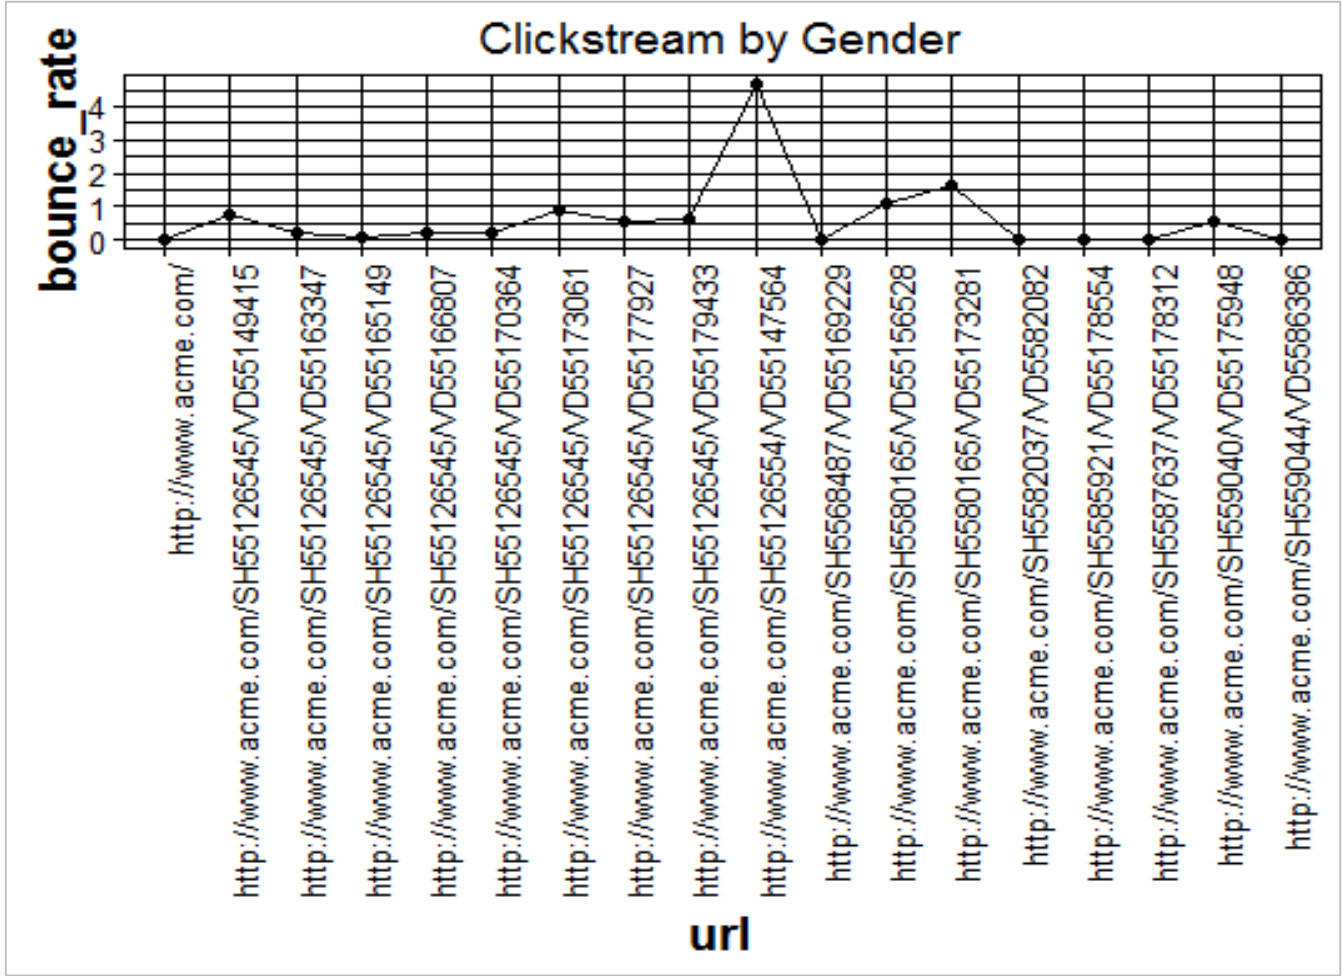 Clickstream by Gender
bounce_rate
4
3
2
1
0
http://www.acme.com/
http://www.acme.com/SH55126545/VD55149415
http://www.acme.com/SH55126545/VD55163347
http://www.acme.com/SH55126545/VD55165149
http://www.acme.com/SH55126545/VD55166807
http://www.acme.com/SH55126545/VD55170364
http://www.acme.com/SH55126545/VD55173061
http://www.acme.com/SH55126545/VD55177927
http://www.acme.com/SH55126545/VD55179433
http://www.acme.com/SH55126554/VD55147564
http://www.acme.com/SH5568487/VD55169229
http://www.acme.com/SH5580165/VD55156528
http://www.acme.com/SH5580165/VD55173281
http://www.acme.com/SH5582037/VD5582082
http://www.acme.com/SH5585921/VD55178554
http://www.acme.com/SH5587637/VD55178312
http://www.acme.com/SH559040/VD55175948
http://www.acme.com/SH559044/VD5586386
url